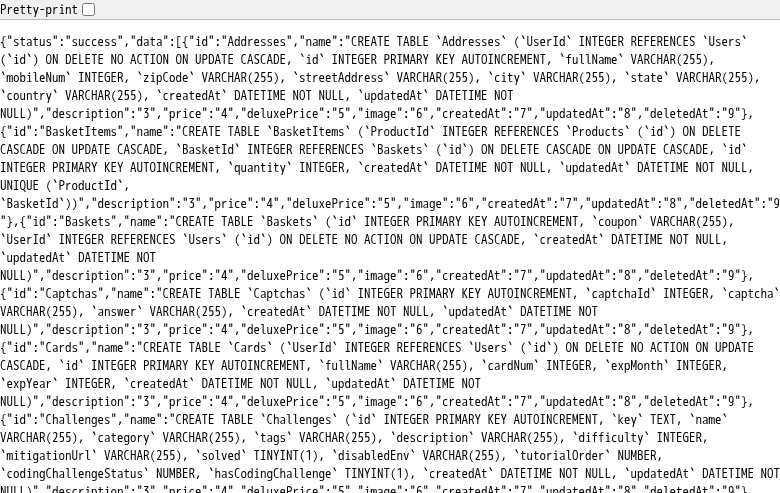 Pretty-print
{"status":"success","data":[{"id":"Addresses","name":"CREATE TABLE `Addresses` (`UserId` INTEGER REFERENCES `Users`
(`id`) ON DELETE NO ACTION ON UPDATE CASCADE, `id` INTEGER PRIMARY KEY AUTOINCREMENT, `fullName` VARCHAR(255),
`mobileNum` INTEGER, `zipCode` VARCHAR(255), `streetAddress` VARCHAR(255), `city` VARCHAR(255), `state` VARCHAR(255),
`country` VARCHAR(255), `createdAt` DATETIME NOT NULL, `updatedAt` DATETIME NOT
NULL)","description":"3","price":"4","deluxePrice":"5","image":"6","createdAt":"7","updatedAt":"8","deletedAt":"9"},
{"id":"BasketItems","name":"CREATE TABLE `BasketItems` (`ProductId` INTEGER REFERENCES `Products` (`id`) ON DELETE
CASCADE ON UPDATE CASCADE, `BasketId` INTEGER REFERENCES `Baskets` (`id`) ON DELETE CASCADE ON UPDATE CASCADE, `id`
INTEGER PRIMARY KEY AUTOINCREMENT, `quantity` INTEGER, `createdAt` DATETIME NOT NULL, `updatedAt` DATETIME NOT NULL,
UNIQUE (`ProductId`,
`BasketId`))","description":"3","price":"4","deluxePrice":"5","image":"6","createdAt":"7","updatedAt":"8","deletedAt":"9
"},{"id":"Baskets","name":"CREATE TABLE `Baskets` (`id` INTEGER PRIMARY KEY AUTOINCREMENT, `coupon` VARCHAR(255),
`UserId` INTEGER REFERENCES `Users` (`id`) ON DELETE NO ACTION ON UPDATE CASCADE, `createdAt` DATETIME NOT NULL,
`updatedAt` DATETIME NOT
NULL)","description":"3","price":"4","deluxePrice":"5","image":"6","createdAt":"7","updatedAt":"8","deletedAt":"9"},
{"id":"Captchas","name":"CREATE TABLE `Captchas` (`id` INTEGER PRIMARY KEY AUTOINCREMENT, `captchaId` INTEGER, `captcha`
VARCHAR(255), `answer` VARCHAR(255), `createdAt` DATETIME NOT NULL, `updatedAt` DATETIME NOT
NULL)","description":"3","price":"4","deluxePrice":"5","image":"6","createdAt":"7","updatedAt":"8","deletedAt":"9"},
{"id":"Cards","name":"CREATE TABLE `Cards` (`UserId` INTEGER REFERENCES `Users` (`id`) ON DELETE NO ACTION ON UPDATE
CASCADE, `id` INTEGER PRIMARY KEY AUTOINCREMENT, `fullName` VARCHAR(255), `cardNum` INTEGER, `expMonth` INTEGER,
`expYear` INTEGER, `createdAt` DATETIME NOT NULL, `updatedAt` DATETIME NOT
NULL)","description":"3","price":"4","deluxePrice":"5","image":"6","createdAt":"7","updatedAt":"8","deletedAt":"9"},
{"id":"Challenges","name":"CREATE TABLE `Challenges` (`id` INTEGER PRIMARY KEY AUTOINCREMENT, `key` TEXT, `name`
VARCHAR(255), `category` VARCHAR(255), `tags` VARCHAR(255), `description` VARCHAR(255), `difficulty` INTEGER,
`mitigationUrl` VARCHAR(255), `solved` TINYINT(1), `disabledEnv` VARCHAR(255), `tutorialOrder` NUMBER,
`codingChallengeStatus` NUMBER, `hasCodingChallenge` TINYINT(1), `createdAt` DATETIME NOT NULL, `updatedAt` DATETIME NOT
NULL)","description":"3","price":"4","deluxePrice":"5","image":"6","createdAt":"7","updatedAt":"8","deletedAt":"9"},